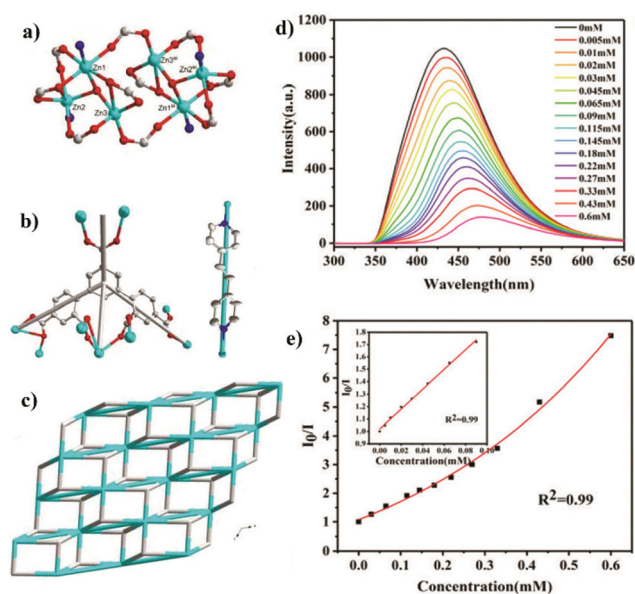 a)
Zn1
Zn3
Zn2
Zn2
Zn3
Zn1
b)
c)
d)
Intensity(a.u.)
1200
1000
800
600
400
200
0
300
350
400
450
500
550
600
650
Wavelength(nm)
0mM
0.005mM
0.01mM
0.02mM
0.03mM
0.045mM
0.065mM
0.09mM
0.115mM
0.145mM
0.18mM
0.22mM
0.27mM
0.33mM
0.43mM
0.6mM
e)
I0/I
8
7
6
5
4
3
2
1
0
0.0
0.1
0.2
0.3
0.4
0.5
0.6
Concentration(mM)
R²=0.99
I0/I
1.8
1.7
1.6
1.5
1.4
1.3
1.2
1.1
1.0
0.9
0.00
0.02
0.04
0.06
0.08
0.10
Concentration(mM)
R²=0.99